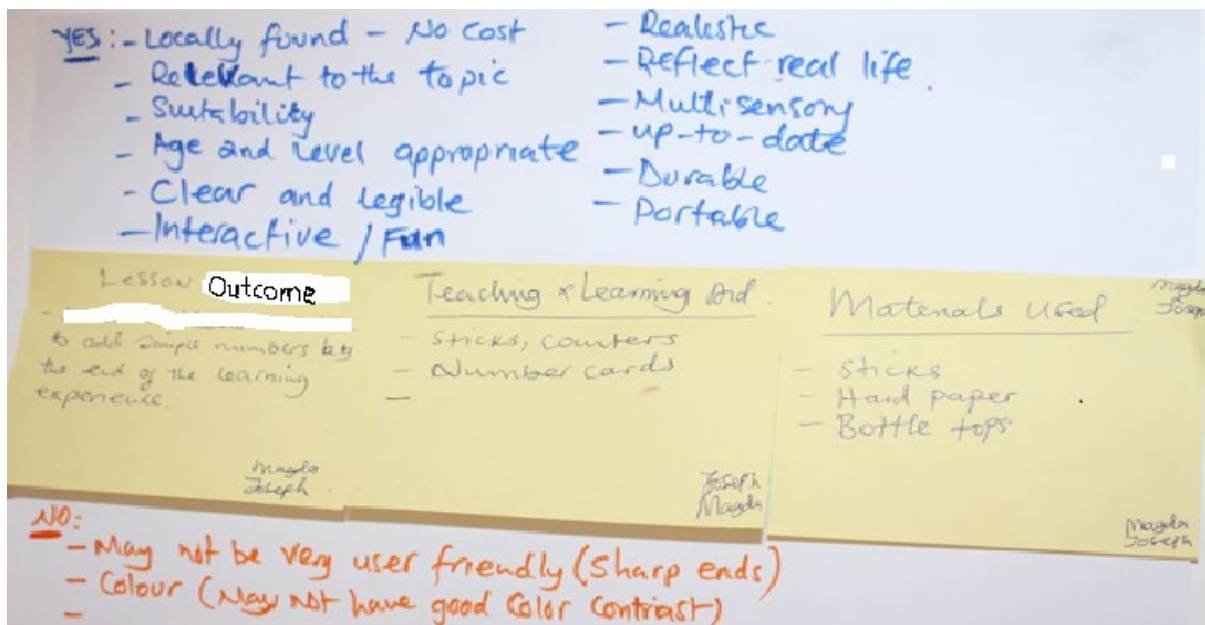 YES: - Locally found - No cost
- Relevant to the topic
- Suitability
- Age and Level appropriate
- Clear and legible
- Interactive / Fun
- Realistic
- Reflect real life
- Multisensory
- up-to-date
- Durable
- Portable
Lesson Outcome
-
to add simple numbers by
the end of the learning
experience.
Magda
Joseph
Teaching & Learning Aid
- Sticks, counters
- Number cards
-
Joseph
Magda
Magda
Joseph
Materials used
- Sticks
- Hard paper
- Bottle tops
Magda
Joseph
NO:
- May not be very user friendly (Sharp ends)
- Colour (May not have good color contrast)
-